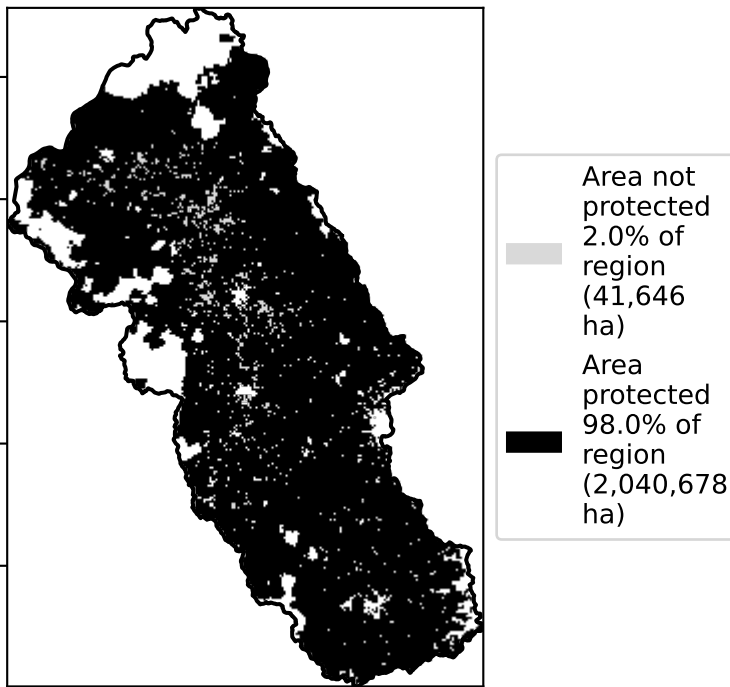 Area not
protected
2.0% of
region
(41,646
ha)
Area
protected
98.0% of
region
(2,040,678
ha)